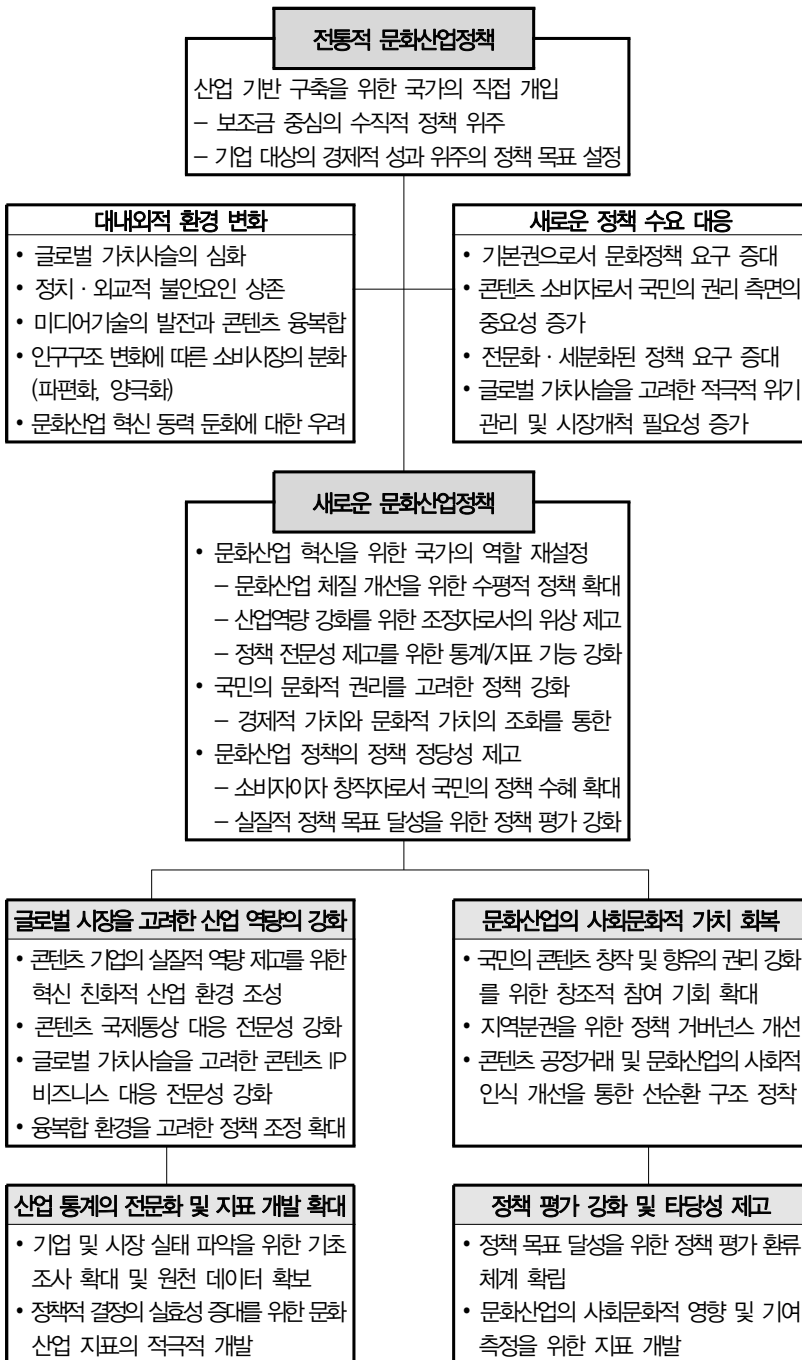 전통적 문화산업정책
산업 기반 구축을 위한 국가의 직접 개입
– 보조금 중심의 수직적 정책 위주
– 기업 대상의 경제적 성과 위주의 정책 목표 설정
대내외적 환경 변화
• 글로벌 가치사슬의 심화
• 정치 · 외교적 불안요인 상존
• 미디어기술의 발전과 콘텐츠 융복합
• 인구구조 변화에 따른 소비시장의 분화
(파편화, 양극화)
• 문화산업 혁신 동력 둔화에 대한 우려
새로운 정책 수요 대응
• 기본권으로서 문화정책 요구 증대
• 콘텐츠 소비자로서 국민의 권리 측면의
중요성 증가
• 전문화 · 세분화된 정책 요구 증대
• 글로벌 가치사슬을 고려한 적극적 위기
관리 및 시장개척 필요성 증가
새로운 문화산업정책
• 문화산업 혁신을 위한 국가의 역할 재설정
– 문화산업 체질 개선을 위한 수평적 정책 확대
– 산업역량 강화를 위한 조정자로서의 위상 제고
– 정책 전문성 제고를 위한 통계/지표 기능 강화
• 국민의 문화적 권리를 고려한 정책 강화
– 경제적 가치와 문화적 가치의 조화를 통한
• 문화산업 정책의 정책 정당성 제고
– 소비자이자 창작자로서 국민의 정책 수혜 확대
– 실질적 정책 목표 달성을 위한 정책 평가 강화
글로벌 시장을 고려한 산업 역량의 강화
• 콘텐츠 기업의 실질적 역량 제고를 위한
혁신 친화적 산업 환경 조성
• 콘텐츠 국제통상 대응 전문성 강화
• 글로벌 가치사슬을 고려한 콘텐츠 IP
비즈니스 대응 전문성 강화
• 융복합 환경을 고려한 정책 조정 확대
문화산업의 사회문화적 가치 회복
• 국민의 콘텐츠 창작 및 향유의 권리 강화
를 위한 창조적 참여 기회 확대
• 지역분권을 위한 정책 거버넌스 개선
• 콘텐츠 공정거래 및 문화산업의 사회적
인식 개선을 통한 선순환 구조 정착
산업 통계의 전문화 및 지표 개발 확대
• 기업 및 시장 실태 파악을 위한 기초
조사 확대 및 원천 데이터 확보
• 정책적 결정의 실효성 증대를 위한 문화
산업 지표의 적극적 개발
정책 평가 강화 및 타당성 제고
• 정책 목표 달성을 위한 정책 평가 환류
체계 확립
• 문화산업의 사회문화적 영향 및 기여
측정을 위한 지표 개발